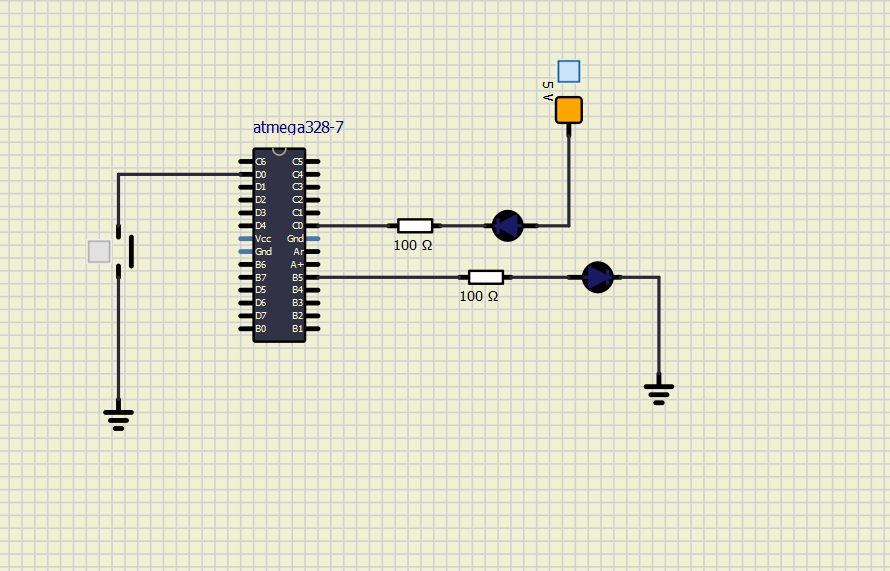 5 V
atmega328-7
C6 C5
D0 C4
D1 C3
D2 C2
D3 C1
D4 C0
Vcc Gnd
Gnd Ar
B6 A+
B7 B5
D5 B4
D6 B3
D7 B2
B0 B1
100 Ω
100 Ω